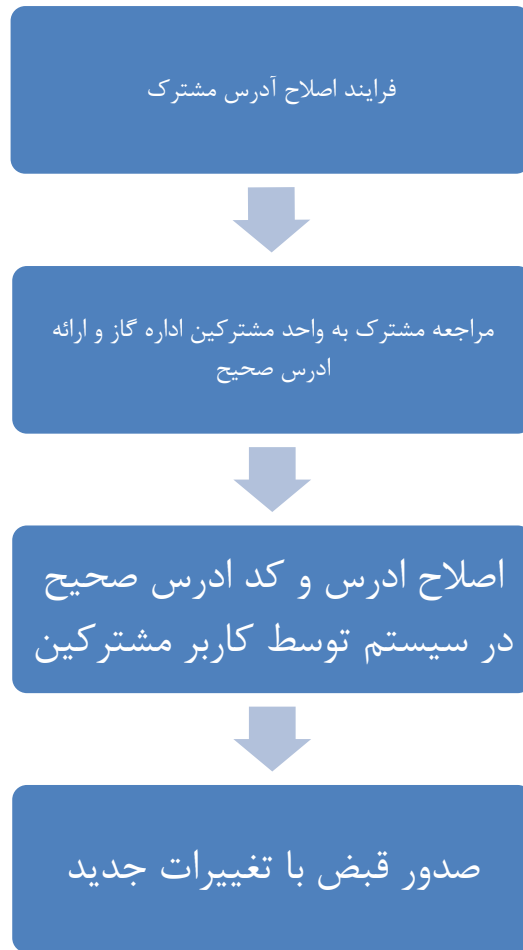 فرایند اصلاح آدرس مشترک
مراجعه مشترک به واحد مشترکین اداره گاز و ارائه
ادرس صحیح
اصلاح ادرس و کد ادرس صحیح
در سیستم توسط کاربر مشترکین
صدور قبض با تغییرات جدید